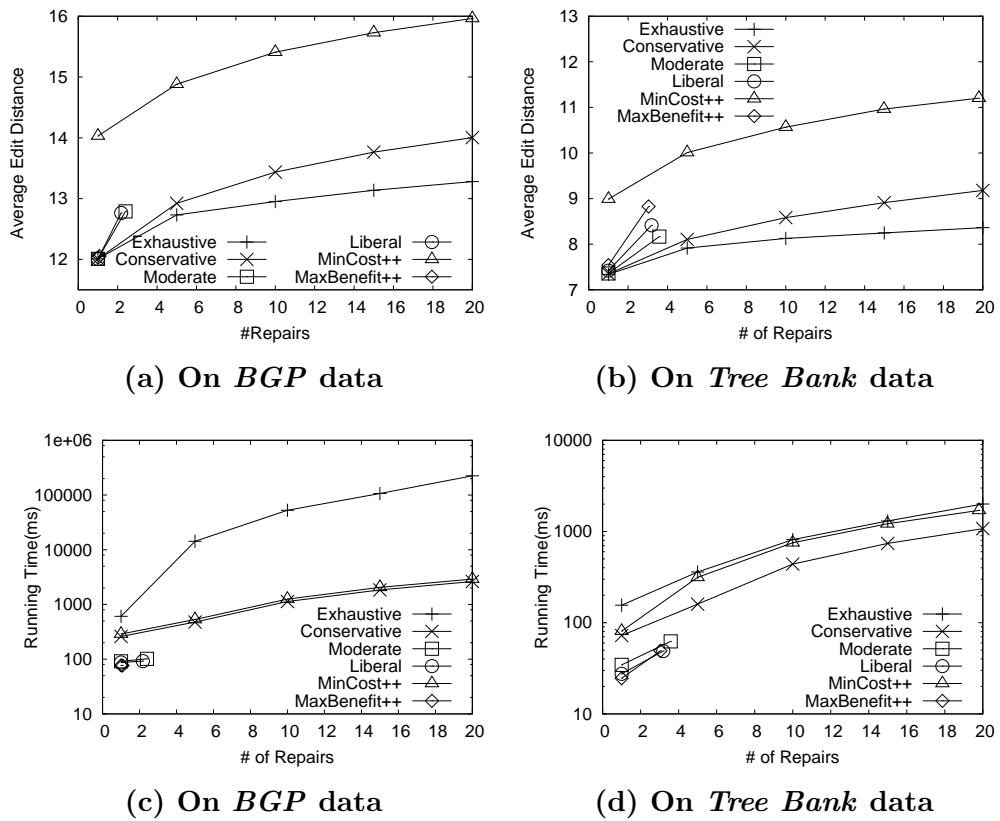 16
15
14
13
12
Average Edit Distance
Exhaustive
Conservative
Moderate
Liberal
MinCost++
MaxBenefit++
0 2 4 6 8 10 12 14 16 18 20
#Repairs
(a) On BGP data
13
12
11
10
9
8
7
Average Edit Distance
Exhaustive
Conservative
Moderate
Liberal
MinCost++
MaxBenefit++
0 2 4 6 8 10 12 14 16 18 20
# of Repairs
(b) On Tree Bank data
1e+06
100000
10000
1000
100
10
Running Time(ms)
Exhaustive
Conservative
Moderate
Liberal
MinCost++
MaxBenefit++
0 2 4 6 8 10 12 14 16 18 20
# of Repairs
(c) On BGP data
10000
1000
100
10
Running Time(ms)
Exhaustive
Conservative
Moderate
Liberal
MinCost++
MaxBenefit++
0 2 4 6 8 10 12 14 16 18 20
# of Repairs
(d) On Tree Bank data